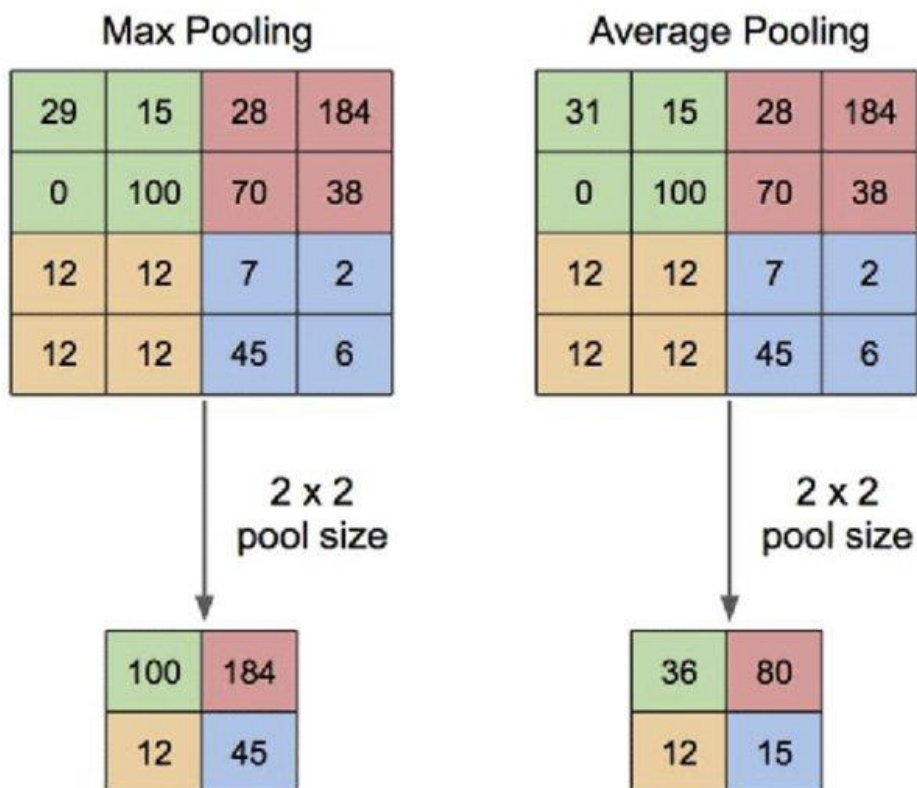 Max Pooling
29 15 28 184
0 100 70 38
12 12 7 2
12 12 45 6
2 x 2
pool size
100 184
12 45
Average Pooling
31 15 28 184
0 100 70 38
12 12 7 2
12 12 45 6
2 x 2
pool size
36 80
12 15